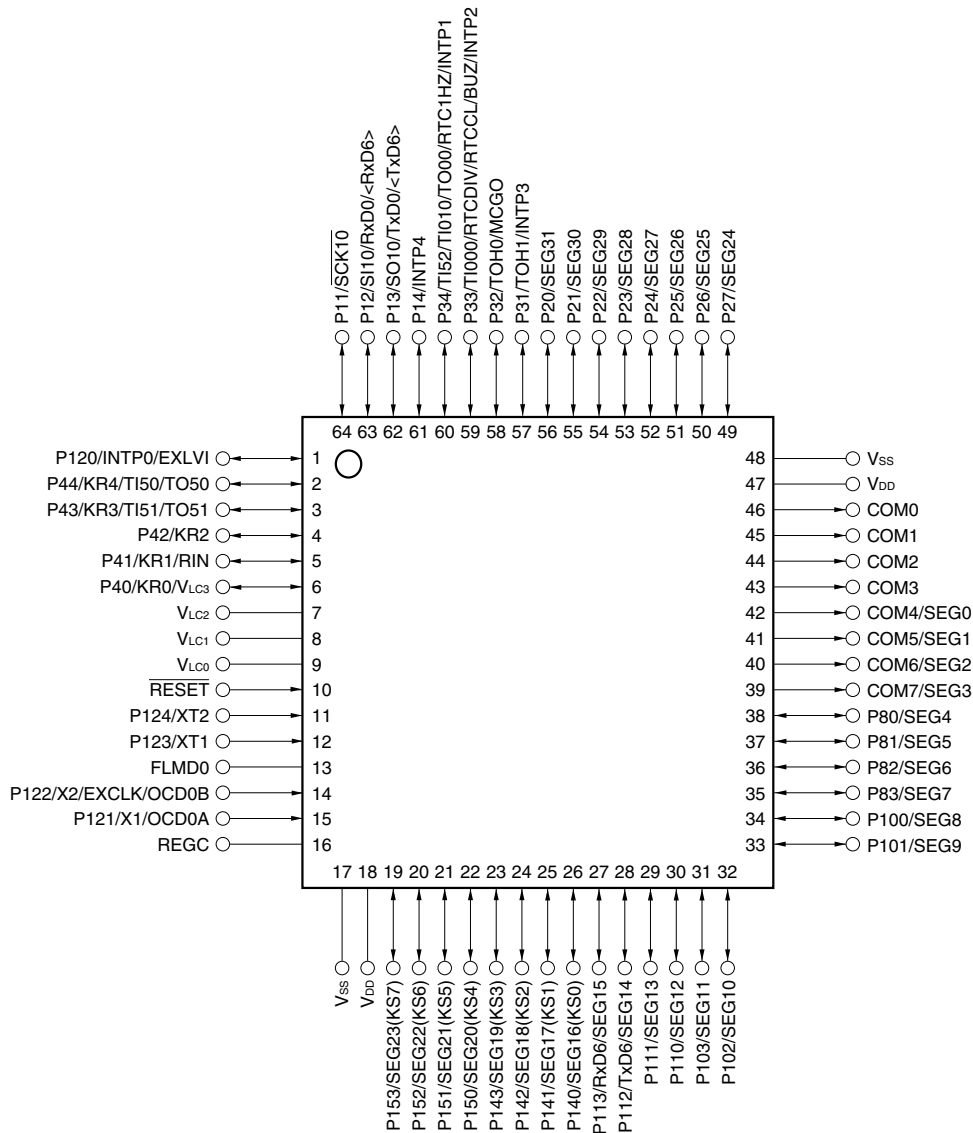 P11/SCK10
P12/SI10/RxD0/<RxD6>
P13/SO10/TxD0/<TxD6>
P14/INTP4
P34/TI52/TI010/TO00/RTC1HZ/INTP1
P33/TI000/RTCDIV/RTCCL/BUZ/INTP2
P32/TOH0/MCGO
P31/TOH1/INTP3
P20/SEG31
P21/SEG30
P22/SEG29
P23/SEG28
P24/SEG27
P25/SEG26
P26/SEG25
P27/SEG24
64 63 62 61 60 59 58 57 56 55 54 53 52 51 50 49
P120/INTP0/EXLVI 1
P44/KR4/TI50/TO50 2
P43/KR3/TI51/TO51 3
P42/KR2 4
P41/KR1/RIN 5
P40/KR0/VLC3 6
VLC2 7
VLC1 8
VLC0 9
RESET 10
P124/XT2 11
P123/XT1 12
FLMD0 13
P122/X2/EXCLK/OCD0B 14
P121/X1/OCD0A 15
REGC 16
48 VSS
47 VDD
46 COM0
45 COM1
44 COM2
43 COM3
42 COM4/SEG0
41 COM5/SEG1
40 COM6/SEG2
39 COM7/SEG3
38 P80/SEG4
37 P81/SEG5
36 P82/SEG6
35 P83/SEG7
34 P100/SEG8
33 P101/SEG9
17 18 19 20 21 22 23 24 25 26 27 28 29 30 31 32
VSS
VDD
P153/SEG23(KS7)
P152/SEG22(KS6)
P151/SEG21(KS5)
P150/SEG20(KS4)
P143/SEG19(KS3)
P142/SEG18(KS2)
P141/SEG17(KS1)
P140/SEG16(KS0)
P113/RxD6/SEG15
P112/TxD6/SEG14
P111/SEG13
P110/SEG12
P103/SEG11
P102/SEG10